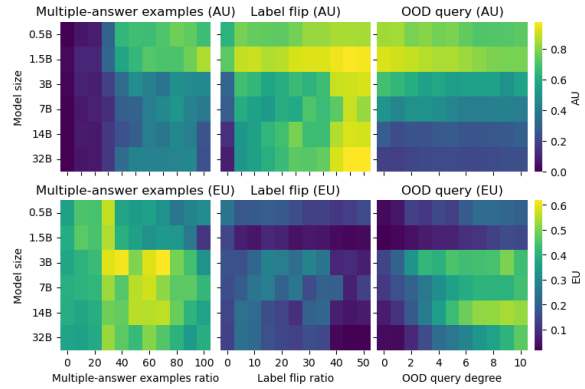 Multiple-answer examples (AU)
Label flip (AU)
OOD query (AU)
Model size
0.5B
1.5B
3B
7B
14B
32B
0.8
0.6
0.4
0.2
0.0
AU
Multiple-answer examples (EU)
Label flip (EU)
OOD query (EU)
Model size
0.5B
1.5B
3B
7B
14B
32B
0.6
0.5
0.4
0.3
0.2
0.1
EU
0 20 40 60 80 100
0 10 20 30 40 50
0 2 4 6 8 10
Multiple-answer examples ratio
Label flip ratio
OOD query degree